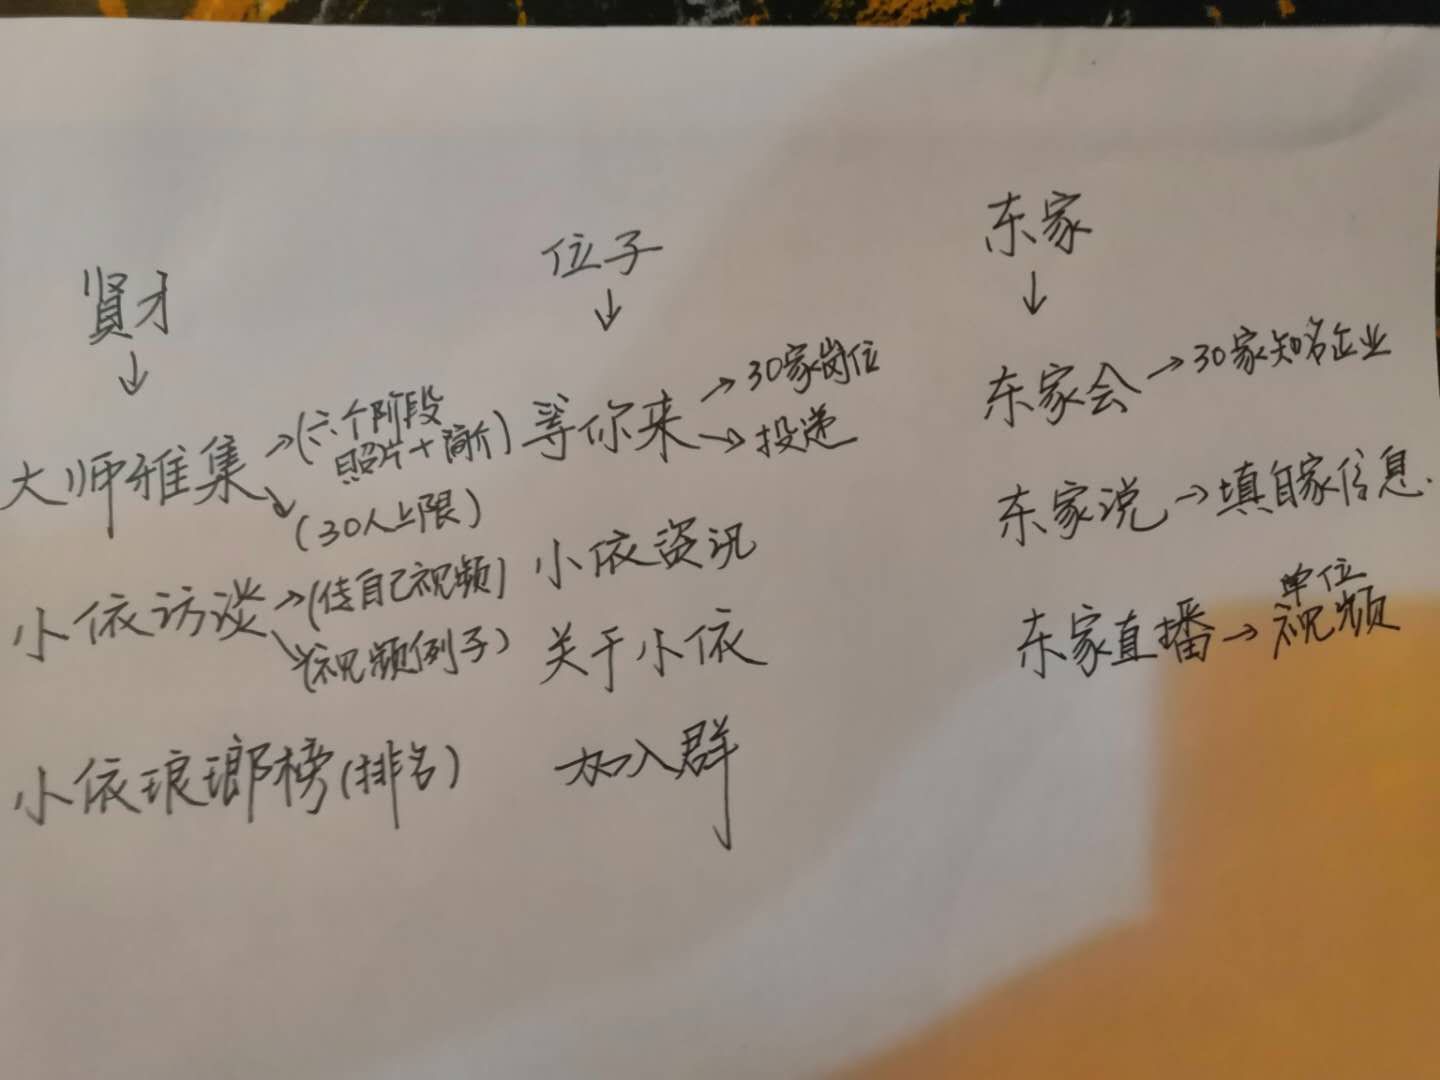 贤才
↓
大师雅集→(六个阶段
照片+简介)
↘(30人上限)
小依访谈→(传自己视频)
↘(视频例子)
小依琅琊榜(排名)
位子
↓
等你来→30家岗位
→投递
小依资讯
关于小依
加入群
东家
↓
东家会→30家知名企业
东家说→填自家信息.
东家直播→单位
视频